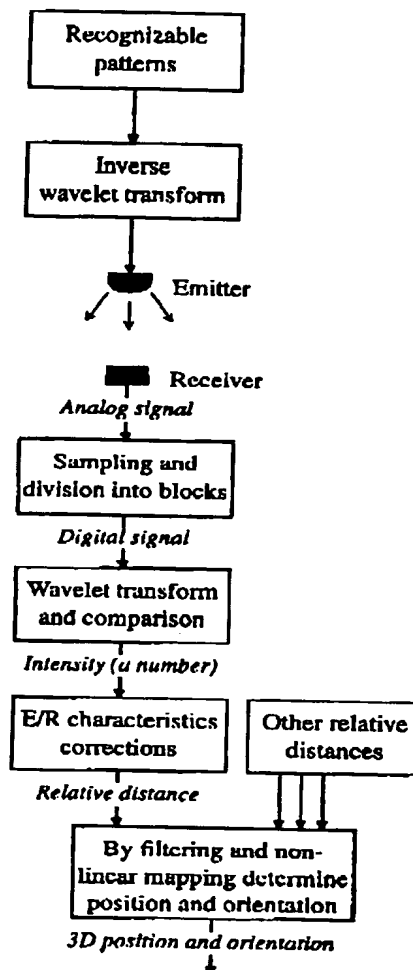 Recognizable
patterns
Inverse
wavelet transform
Emitter
Receiver
Analog signal
Sampling and
division into blocks
Digital signal
Wavelet transform
and comparison
Intensity (a number)
E/R characteristics
corrections
Other relative
distances
Relative distance
By filtering and non-
linear mapping determine
position and orientation
3D position and orientation